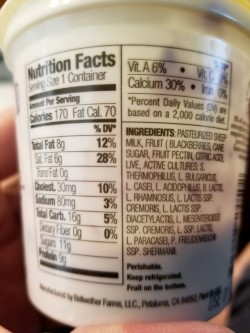 Nutrition Facts
Serving Size 1 Container
Amount Per Serving
Calories 170 Fat Cal. 70
% DV*
Total Fat 8g 12%
Sat. Fat 6g 28%
Trans Fat 0g
Cholest. 30mg 10%
Sodium 80mg 3%
Total Carb. 16g 5%
Dietary Fiber 0g 0%
Sugars 11g
Protein 9g
Vit. A 6% • Vit. C
Calcium 30% • Iron 0%
*Percent Daily Values (DV) are
based on a 2,000 calorie diet.
INGREDIENTS: PASTEURIZED SHEEP
MILK, FRUIT (BLACKBERRIES, CANE
SUGAR, FRUIT PECTIN, CITRIC ACID),
LIVE, ACTIVE CULTURES: S.
THERMOPHILUS, L. BULGARICUS,
L. CASEI, L. ACIDOPHILUS, B. LACTIS,
L. RHAMNOSUS, L. LACTIS SSP.
CREMORIS, L. LACTIS SSP.
DIACETYLACTIS, L. MESENTEROIDES
SSP. CREMORIS, S. SSP. LACTIS,
L. PARACASEI, P. FREUDENREICHII
SSP. SHERMANII.
Perishable.
Keep refrigerated.
Fruit on the bottom.
Manufactured by Bellwether Farms, LLC., Petaluma, CA 94952,